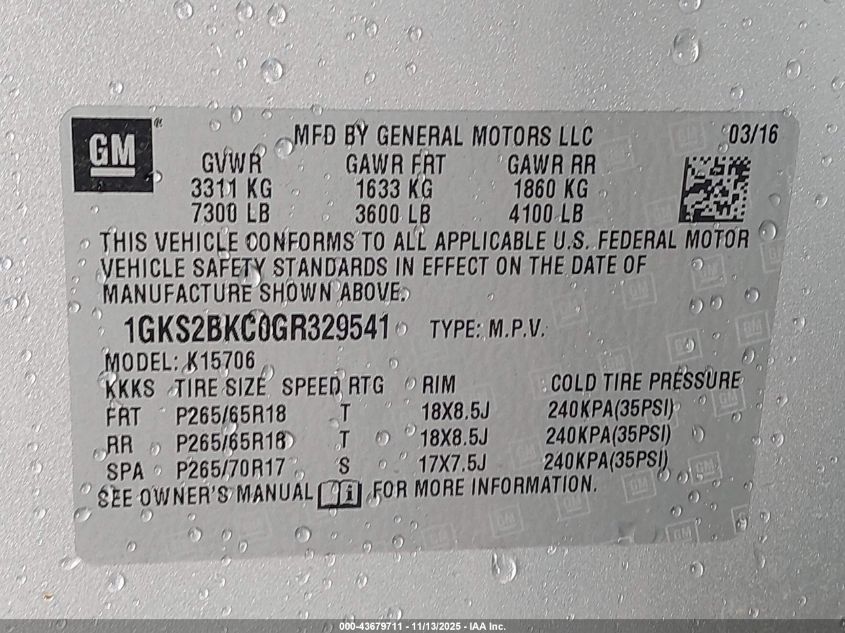 GM ®
MFD BY GENERAL MOTORS LLC 03/16
GVWR GAWR FRT GAWR RR
3311 KG 1633 KG 1860 KG
7300 LB 3600 LB 4100 LB
THIS VEHICLE CONFORMS TO ALL APPLICABLE U.S. FEDERAL MOTOR
VEHICLE SAFETY STANDARDS IN EFFECT ON THE DATE OF
MANUFACTURE SHOWN ABOVE.
1GKS2BKC0GR329541 TYPE: M.P.V.
MODEL: K15706
KKKS TIRE SIZE SPEED RTG RIM COLD TIRE PRESSURE
FRT P265/65R18 T 18X8.5J 240KPA(35PSI)
RR P265/65R18 T 18X8.5J 240KPA(35PSI)
SPA P265/70R17 S 17X7.5J 240KPA(35PSI)
SEE OWNER'S MANUAL FOR MORE INFORMATION.
000-43679711 - 11/13/2025 - IAA Inc.